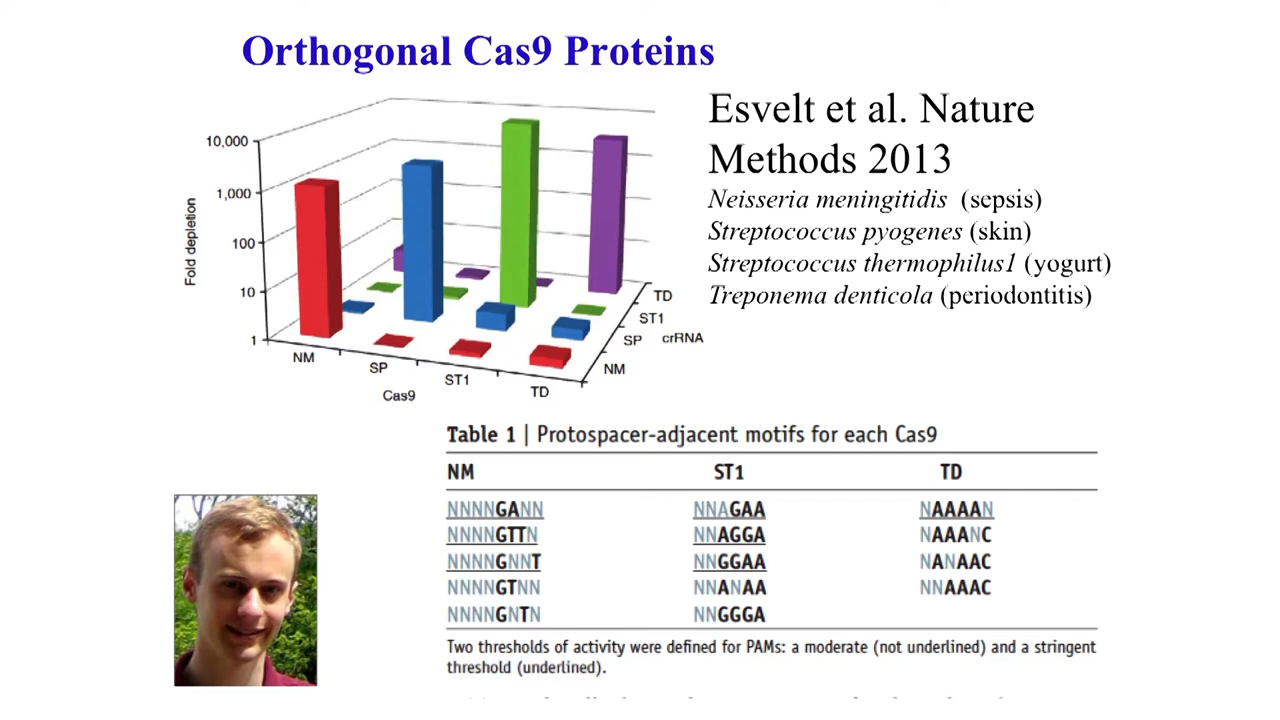 Orthogonal Cas9 Proteins
Esvelt et al. Nature
Methods 2013
Neisseria meningitidis (sepsis)
Streptococcus pyogenes (skin)
Streptococcus thermophilus1 (yogurt)
Treponema denticola (periodontitis)
Fold depletion
10,000
1,000
100
10
1
NM
SP
ST1
TD
Cas9
TD
ST1
SP
NM
crRNA
Table 1 | Protospacer-adjacent motifs for each Cas9
NM ST1 TD
NNNNGANN NNAGAA NAAAAN
NNNNGTTN NNAGGA NAAANC
NNNNGNNT NNGGAA NANAAC
NNNNGTNN NNANAA NNAAAC
NNNNGNTN NNGGGA
Two thresholds of activity were defined for PAMs: a moderate (not underlined) and a stringent
threshold (underlined).